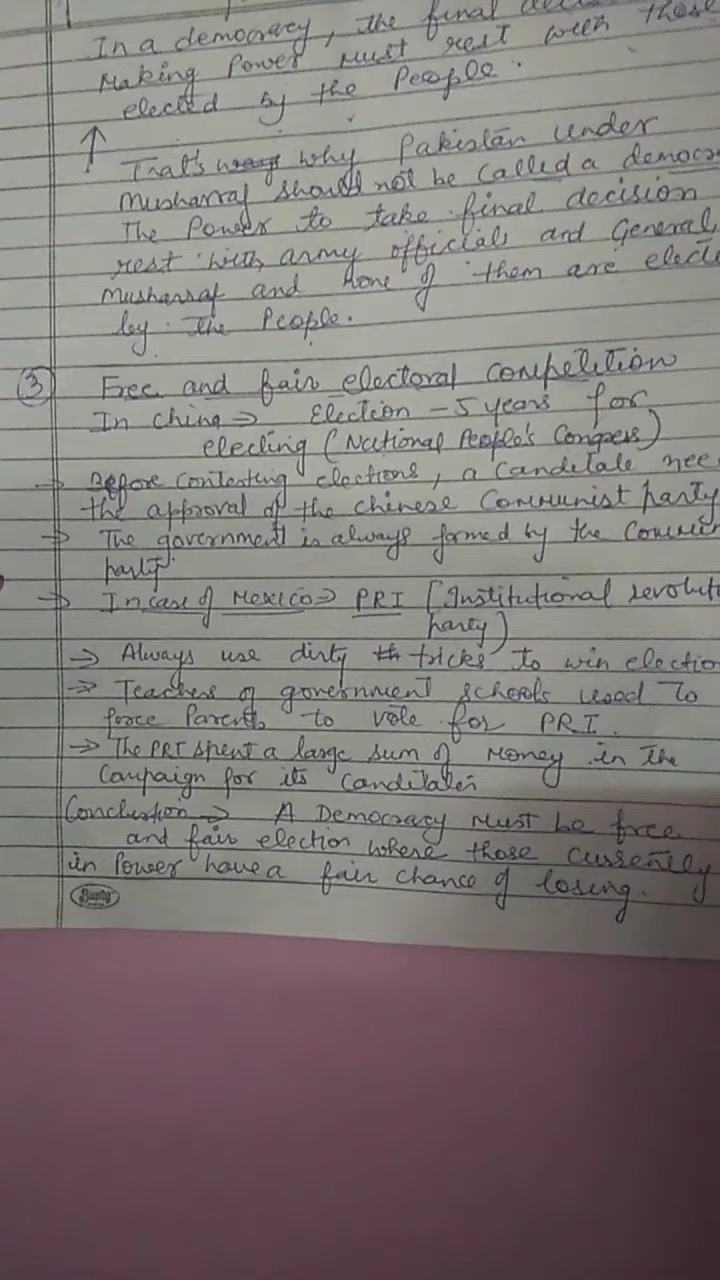 In a democracy, the final
Making Power Must rest with those
elected by the People.
That's why Pakistan under
Musharraf should not be called a democ
The Power to take final decision
rest with army officials and General
Musharraf and None of them are elect
by the People.
③ Free and fair electoral competition
In China ⇒ Election - 5 years for
electing (National People's Congress)
→ Before Contesting elections, a Canditate nee
the approval of the chinese Communist party
→ The government is always formed by the Commun
party.
→ In case of Mexico ⇒ PRI [Institutional revolut
party)
→ Always use dirty tricks to win electio
→ Teachers of government schools used to
force Parents to vote for PRI.
→ The PRI spent a large sum of Money in the
Campaign for its Canditates
Conclustion → A Democracy Must be free
and fair election where those currently
in Power have a fair chance of losing.